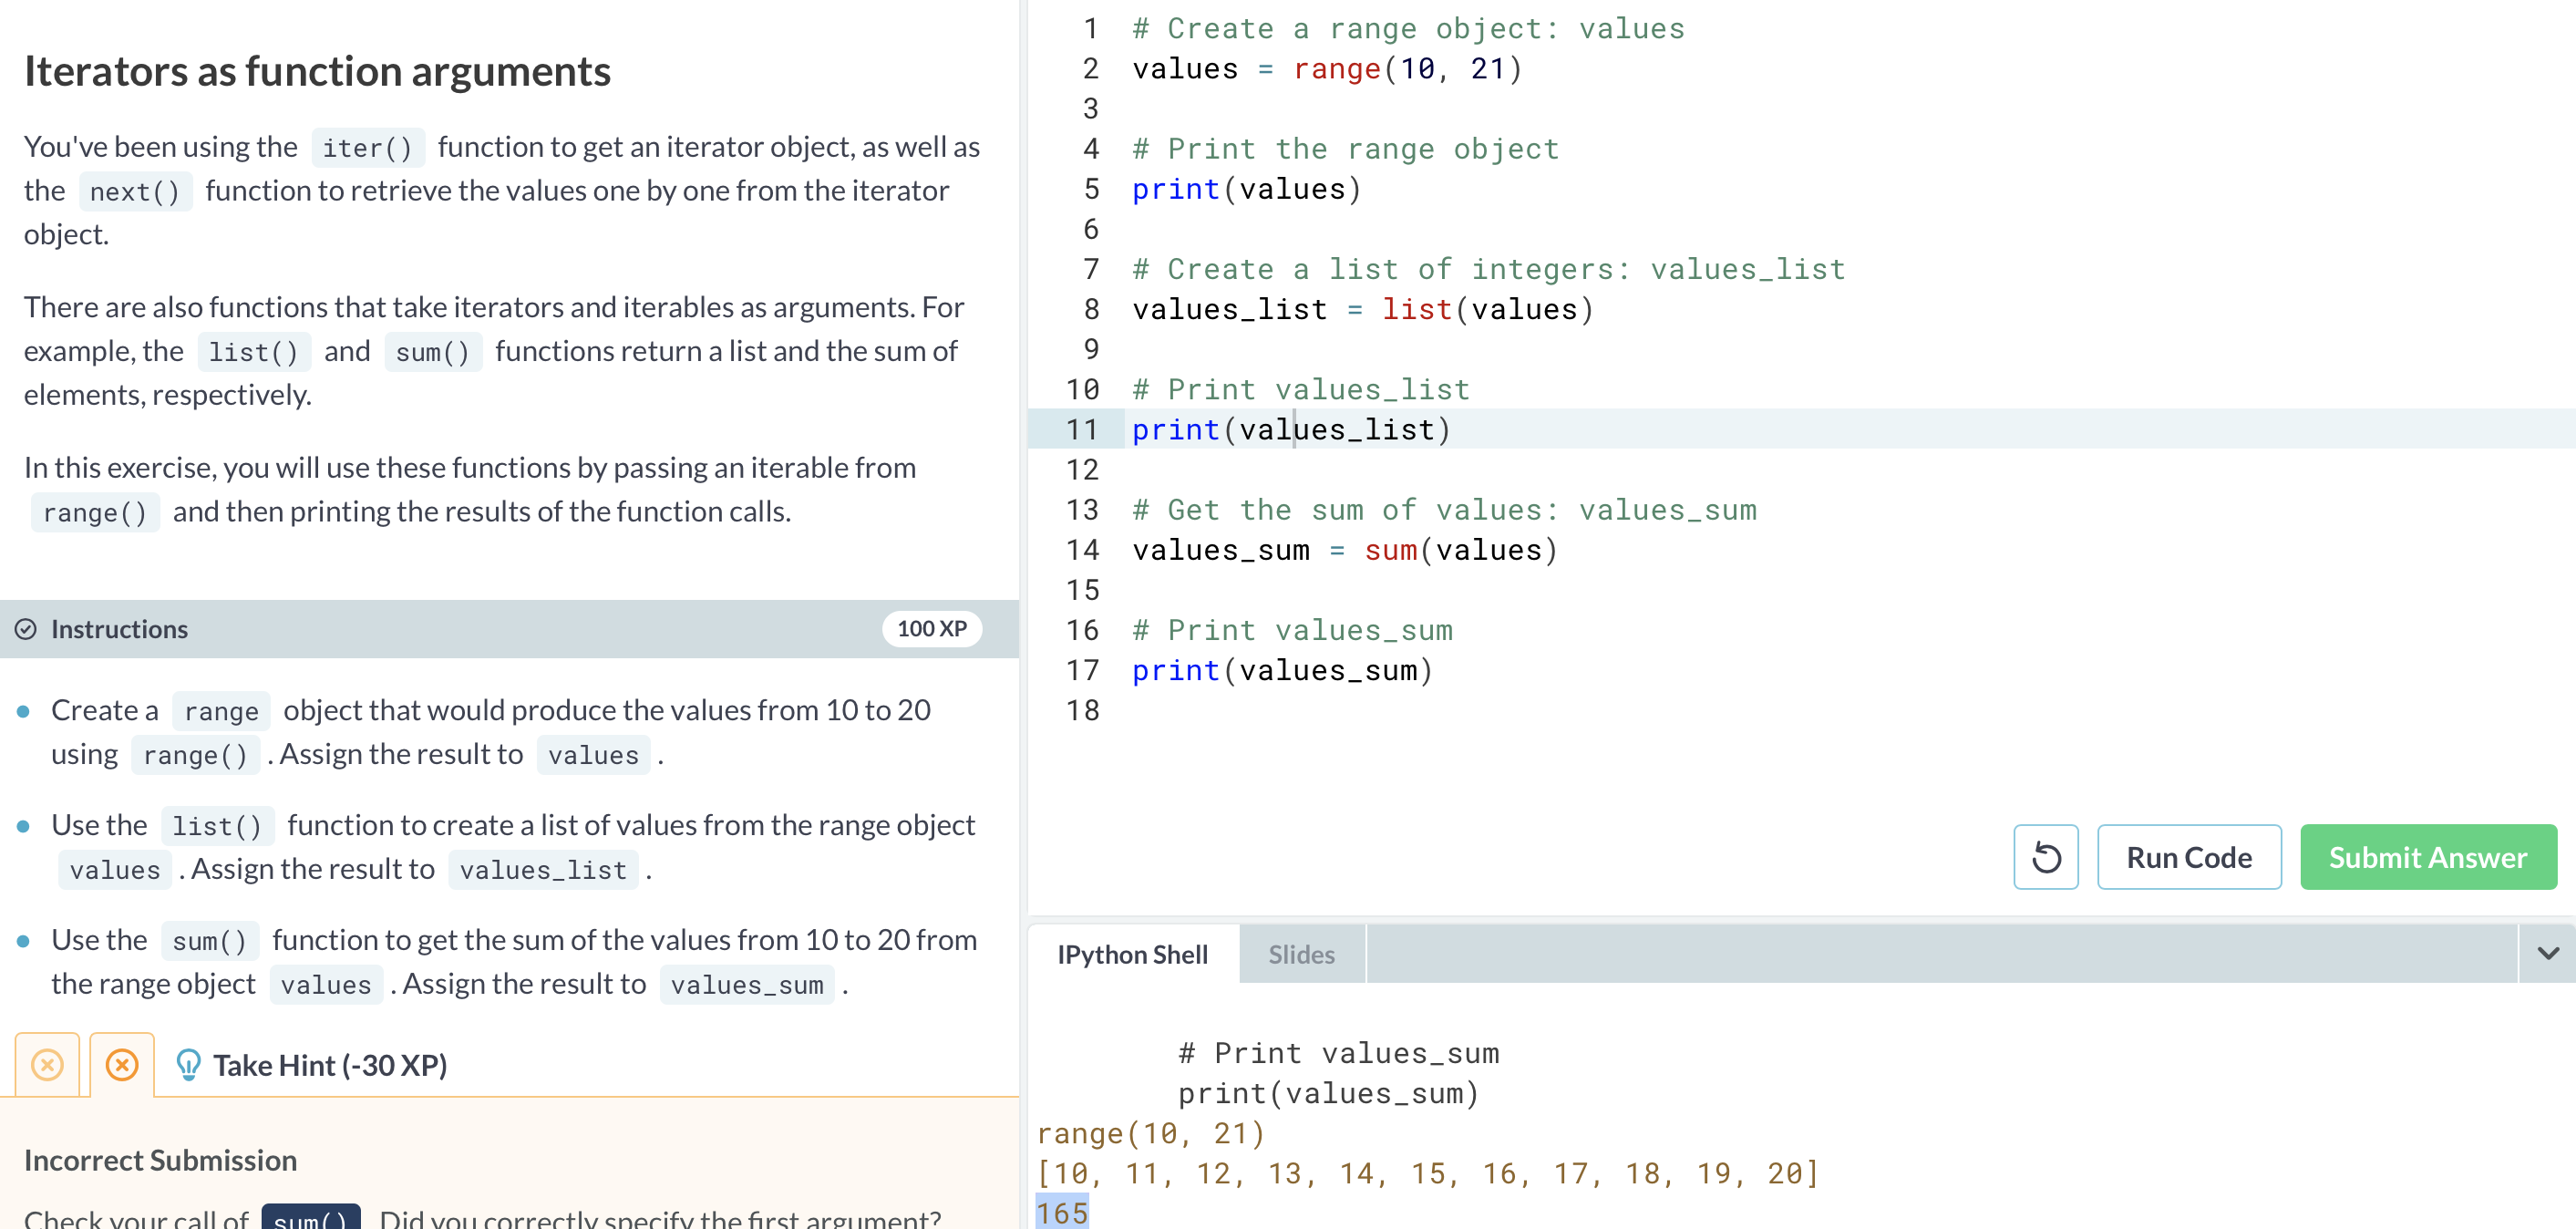 Iterators as function arguments
You've been using the iter() function to get an iterator object, as well as
the next() function to retrieve the values one by one from the iterator
object.
There are also functions that take iterators and iterables as arguments. For
example, the list() and sum() functions return a list and the sum of
elements, respectively.
In this exercise, you will use these functions by passing an iterable from
range() and then printing the results of the function calls.
Instructions
100 XP
Create a range object that would produce the values from 10 to 20
using range() . Assign the result to values .
Use the list() function to create a list of values from the range object
values . Assign the result to values_list .
Use the sum() function to get the sum of the values from 10 to 20 from
the range object values . Assign the result to values_sum .
Take Hint (-30 XP)
Incorrect Submission
Check your call of sum() . Did you correctly specify the first argument?
1 # Create a range object: values
2 values = range(10, 21)
3
4 # Print the range object
5 print(values)
6
7 # Create a list of integers: values_list
8 values_list = list(values)
9
10 # Print values_list
11 print(values_list)
12
13 # Get the sum of values: values_sum
14 values_sum = sum(values)
15
16 # Print values_sum
17 print(values_sum)
18
Run Code
Submit Answer
IPython Shell
Slides
# Print values_sum
print(values_sum)
range(10, 21)
[10, 11, 12, 13, 14, 15, 16, 17, 18, 19, 20]
165